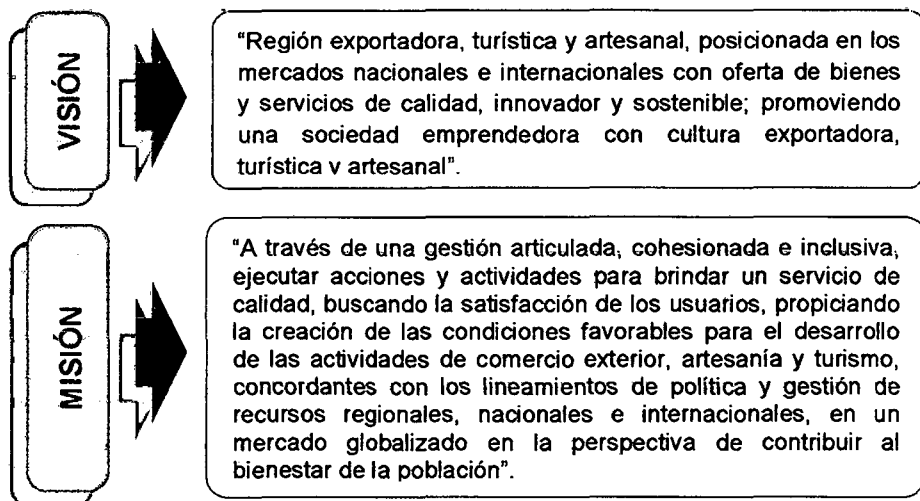 VISIÓN
“Región exportadora, turística y artesanal, posicionada en los
mercados nacionales e internacionales con oferta de bienes
y servicios de calidad, innovador y sostenible; promoviendo
una sociedad emprendedora con cultura exportadora,
turística y artesanal”.
MISIÓN
“A través de una gestión articulada, cohesionada e inclusiva,
ejecutar acciones y actividades para brindar un servicio de
calidad, buscando la satisfacción de los usuarios, propiciando
la creación de las condiciones favorables para el desarrollo
de las actividades de comercio exterior, artesanía y turismo,
concordantes con los lineamientos de política y gestión de
recursos regionales, nacionales e internacionales, en un
mercado globalizado en la perspectiva de contribuir al
bienestar de la población”.